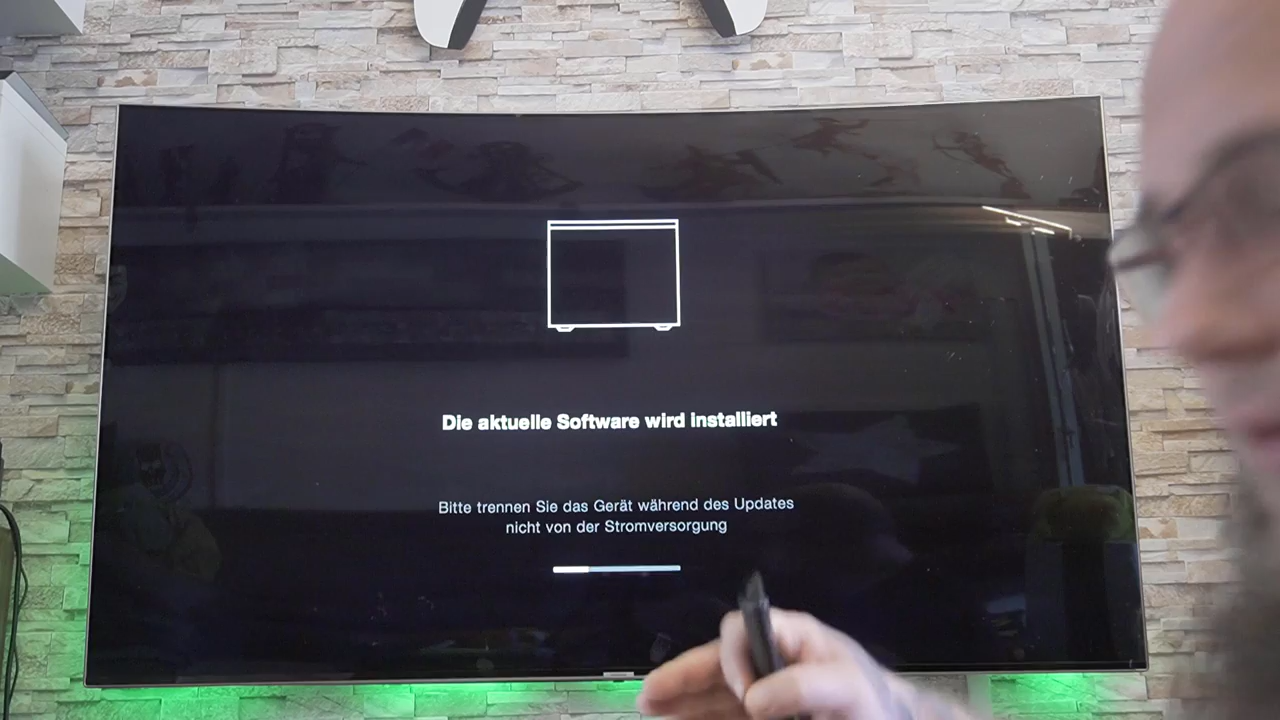 Die aktuelle Software wird installiert
Bitte trennen Sie das Gerät während des Updates
nicht von der Stromversorgung